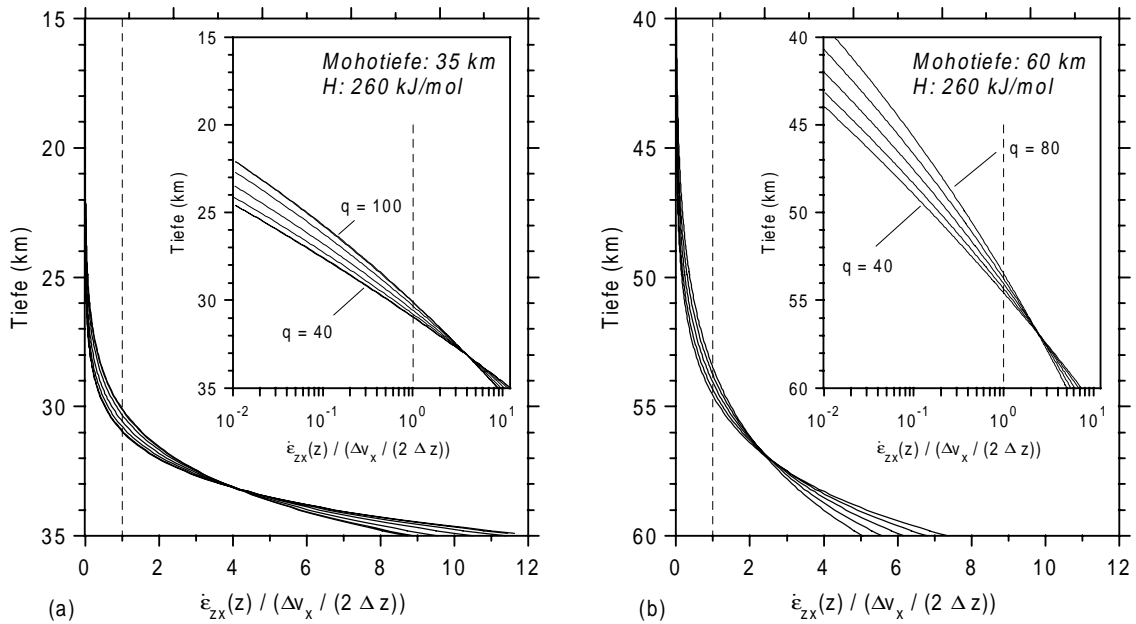 15
20
25
30
35
Tiefe (km)
0 2 4 6 8 10 12
ε̇zx(z) / (Δvx / (2 Δz))
(a)
15
20
25
30
35
Tiefe (km)
10⁻² 10⁻¹ 10⁰ 10¹
ε̇zx(z) / (Δvx / (2 Δz))
Mohotiefe: 35 km
H: 260 kJ/mol
q = 100
q = 40
40
45
50
55
60
Tiefe (km)
0 2 4 6 8 10 12
ε̇zx(z) / (Δvx / (2 Δz))
(b)
40
45
50
55
60
Tiefe (km)
10⁻² 10⁻¹ 10⁰ 10¹
ε̇zx(z) / (Δvx / (2 Δz))
Mohotiefe: 60 km
H: 260 kJ/mol
q = 80
q = 40